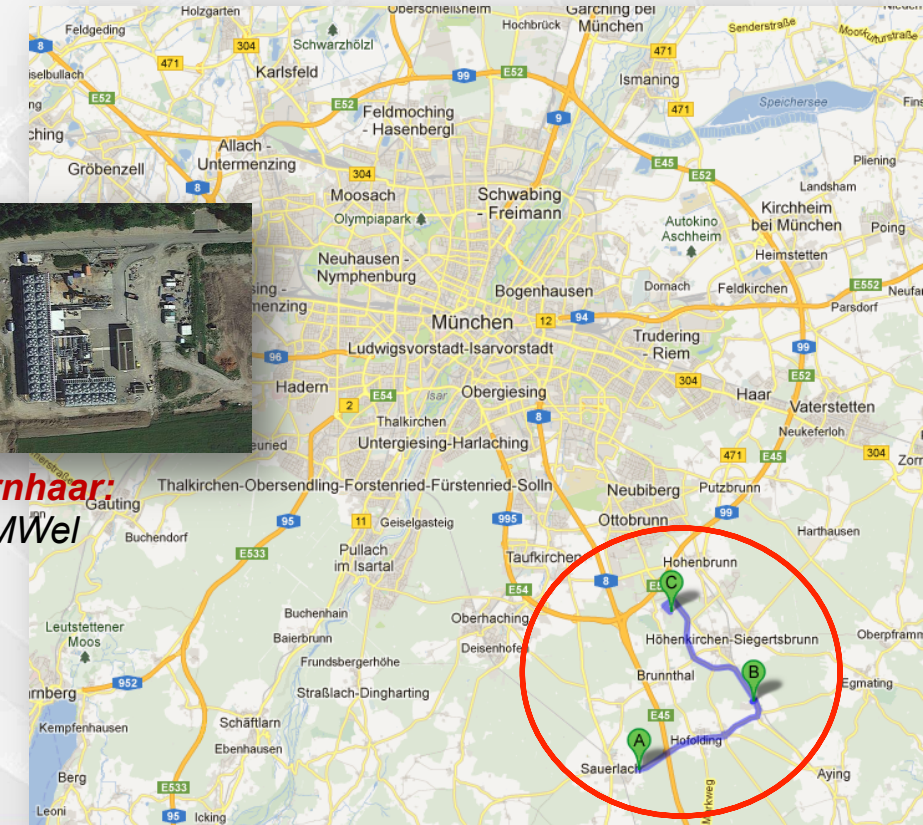 Holzgarten
Oberschleißheim
Garching bei
München
Feldgeding
Hochbrück
Senderstraße
Mooskulturstraße
8
304
Schwarzhölzl
471
Karlsfeld
99
E52
471
Ismaning
E52
E52
Feldmoching
- Hasenbergl
9
471
Speichersee
Allach -
Untermenzing
Gröbenzell
304
E45
E52
Pliening
8
Moosach
Schwabing
- Freimann
Landsham
Kirchheim
bei München
Olympiapark
Autokino
Aschheim
Poing
Heimstetten
Neuhausen -
Nymphenburg
Bogenhausen
Dornach
Feldkirchen
E552
Parsdorf
München
12
94
Trudering
- Riem
99
96
Ludwigsvorstadt-Isarvorstadt
E52
Hadern
E54
Isar
Obergiesing
304
Haar
2
8
Vaterstetten
Thalkirchen
Neukeferloh
Untergiesing-Harlaching
471
E45
304
rnhaar:
MWel
Thalkirchen-Obersendling-Forstenried-Fürstenried-Solln
Neubiberg
Putzbrunn
Gauting
95
11
Geiselgasteig
995
Ottobrunn
99
Harthausen
Buchendorf
E533
Pullach
im Isartal
Taufkirchen
Hohenbrunn
8
E54
C
Buchenhain
Oberhaching
Leutstettener
Moos
Baierbrunn
Deisenhofen
Höhenkirchen-Siegertsbrunn
Frundsbergerhöhe
Brunnthal
B
Egmating
952
Straßlach-Dingharting
Kempfenhausen
Schäftlarn
E45
Ebenhausen
A
Hofolding
Sauerlach
Berg
Aying
E533
Leoni
95
Icking